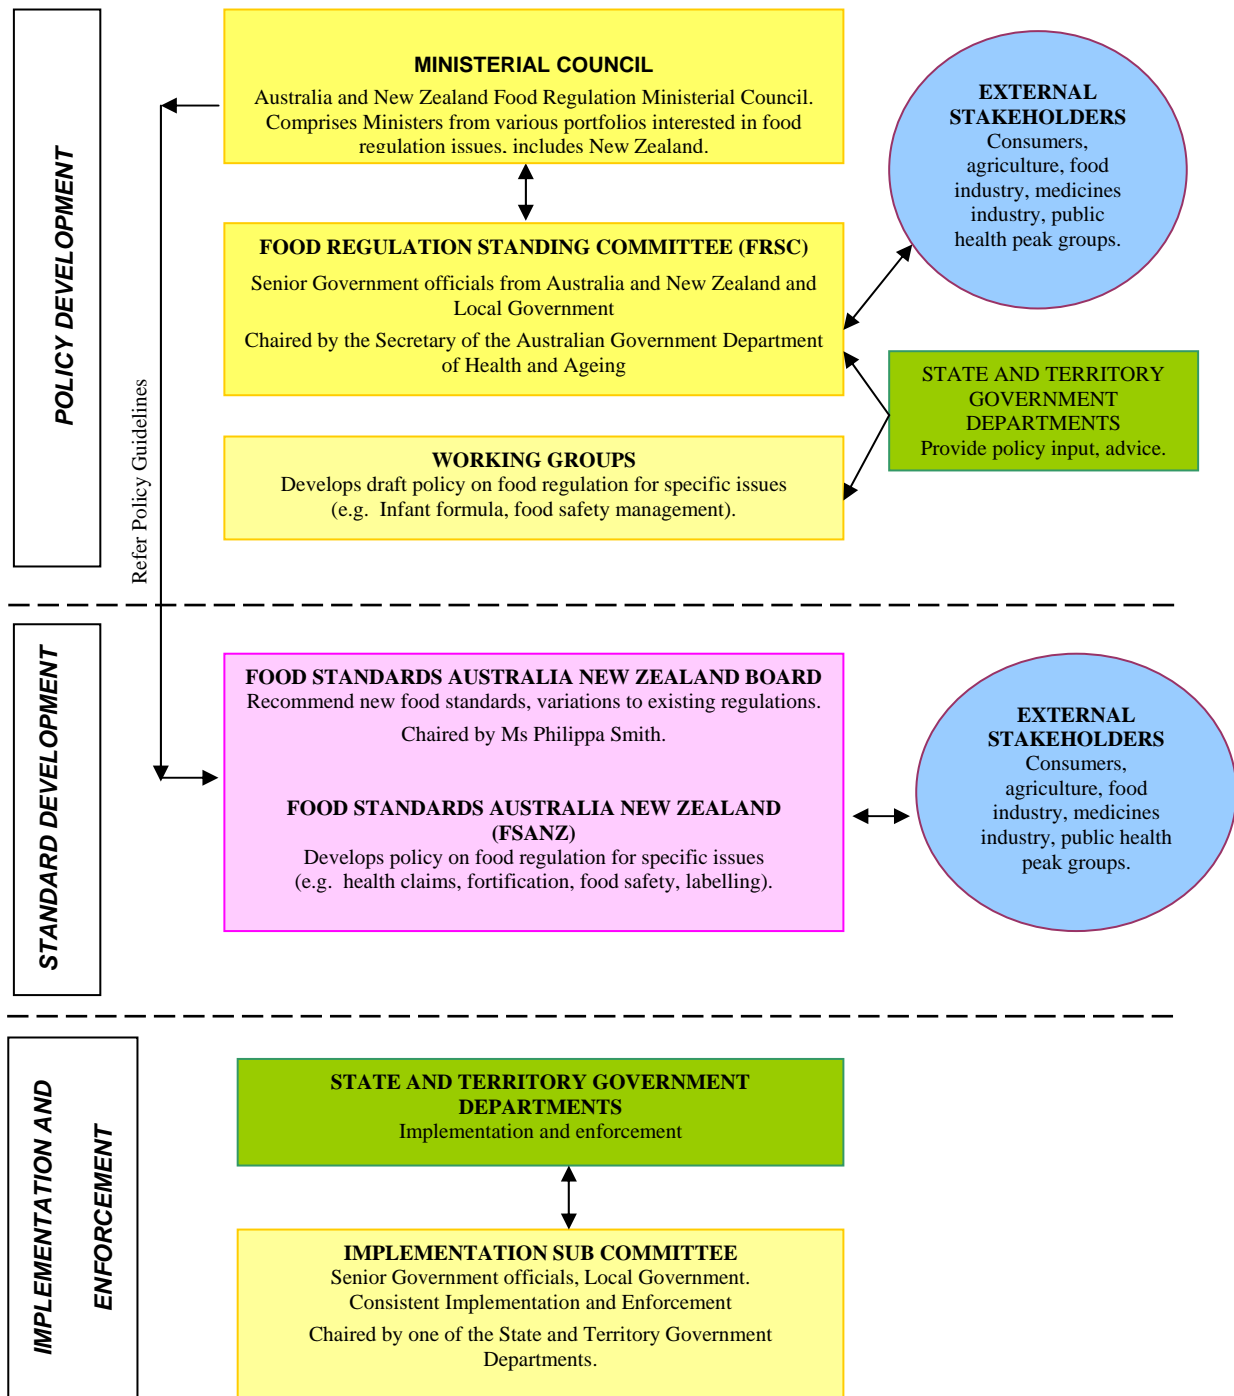 POLICY DEVELOPMENT
MINISTERIAL COUNCIL
Australia and New Zealand Food Regulation Ministerial Council.
Comprises Ministers from various portfolios interested in food
regulation issues, includes New Zealand.
EXTERNAL
STAKEHOLDERS
Consumers,
agriculture, food
industry, medicines
industry, public
health peak groups.
FOOD REGULATION STANDING COMMITTEE (FRSC)
Senior Government officials from Australia and New Zealand and
Local Government
Chaired by the Secretary of the Australian Government Department
of Health and Ageing
STATE AND TERRITORY
GOVERNMENT
DEPARTMENTS
Provide policy input, advice.
WORKING GROUPS
Develops draft policy on food regulation for specific issues
(e.g. Infant formula, food safety management).
Refer Policy Guidelines
STANDARD DEVELOPMENT
FOOD STANDARDS AUSTRALIA NEW ZEALAND BOARD
Recommend new food standards, variations to existing regulations.
Chaired by Ms Philippa Smith.
FOOD STANDARDS AUSTRALIA NEW ZEALAND
(FSANZ)
Develops policy on food regulation for specific issues
(e.g. health claims, fortification, food safety, labelling).
EXTERNAL
STAKEHOLDERS
Consumers,
agriculture, food
industry, medicines
industry, public health
peak groups.
IMPLEMENTATION AND
ENFORCEMENT
STATE AND TERRITORY GOVERNMENT
DEPARTMENTS
Implementation and enforcement
IMPLEMENTATION SUB COMMITTEE
Senior Government officials, Local Government.
Consistent Implementation and Enforcement
Chaired by one of the State and Territory Government
Departments.